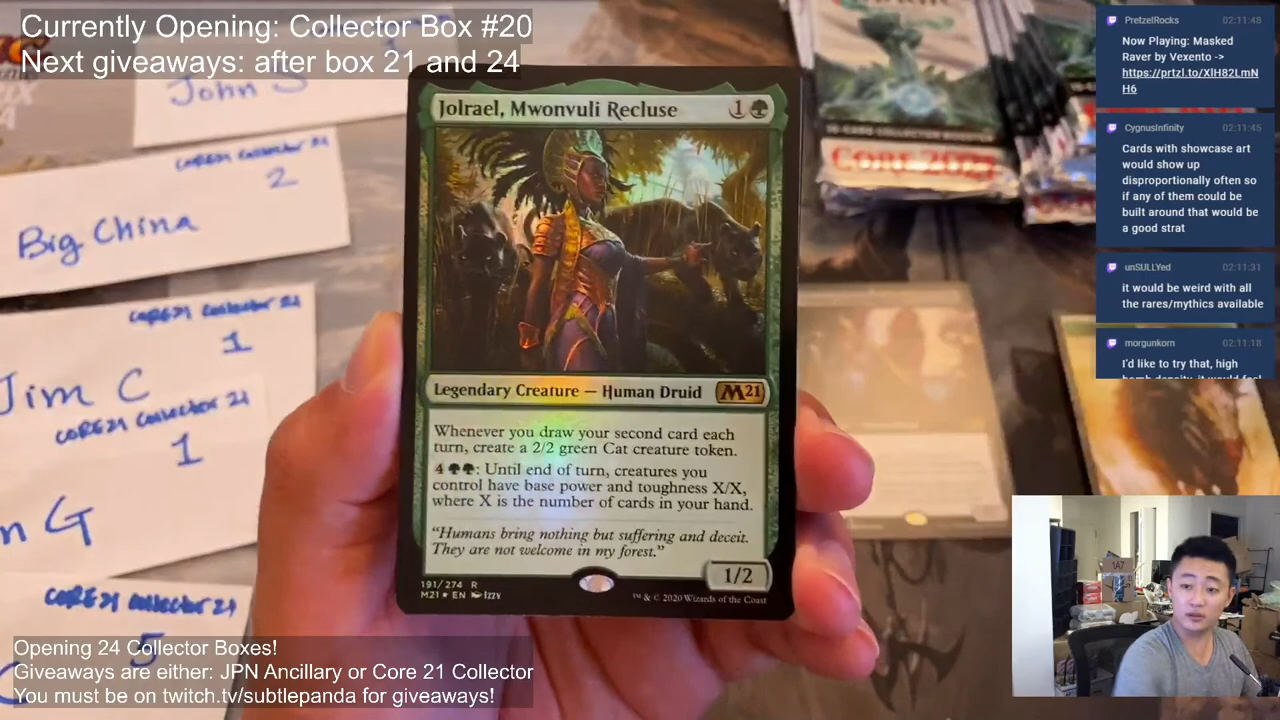 Currently Opening: Collector Box #20
Next giveaways: after box 21 and 24
John S
CORE21 Collector 21
2
Big China
CORE21 Collector 21
1
Jim C
CORE21 Collector 21
1
n G
CORE21 Collector 21
5
Jolrael, Mwonvuli Recluse 1
Legendary Creature — Human Druid M21
Whenever you draw your second card each
turn, create a 2/2 green Cat creature token.
4 : Until end of turn, creatures you
control have base power and toughness X/X,
where X is the number of cards in your hand.
“Humans bring nothing but suffering and deceit.
They are not welcome in my forest.”
1/2
191/274 R
M21 ★ EN IZZY
™ & © 2020 Wizards of the Coast
CORE 2021
PretzelRocks 02:11:48
Now Playing: Masked
Raver by Vexento ->
https://prtzl.to/XlH82LmN
H6
CygnusInfinity 02:11:45
Cards with showcase art
would show up
disproportionally often so
if any of them could be
built around that would be
a good strat
unSULLYed 02:11:31
it would be weird with all
the rares/mythics available
morgunkorn 02:11:18
I'd like to try that, high
1A7
Opening 24 Collector Boxes!
Giveaways are either: JPN Ancillary or Core 21 Collector
You must be on twitch.tv/subtlepanda for giveaways!